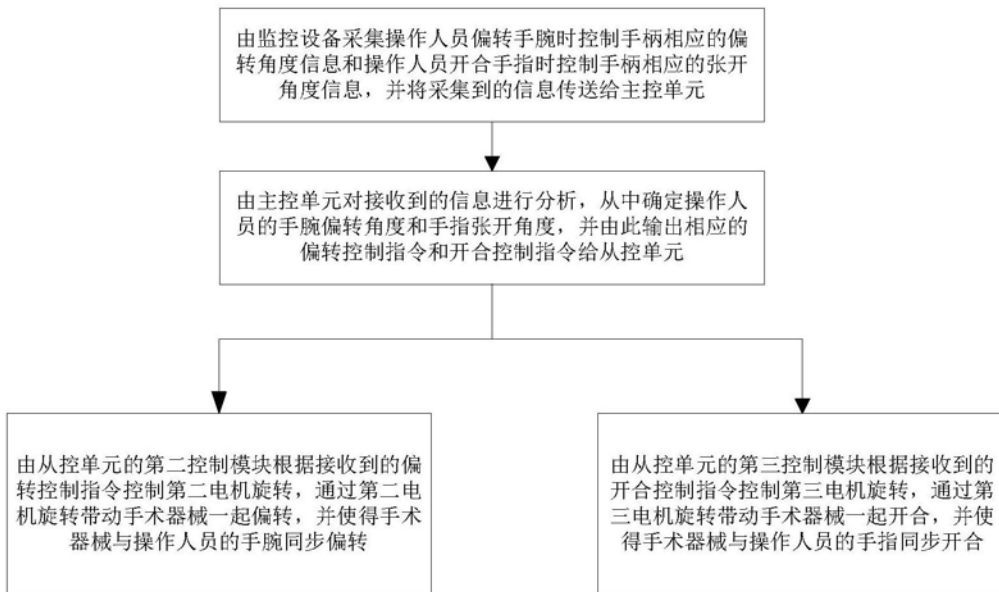 由监控设备采集操作人员偏转手腕时控制手柄相应的偏
转角度信息和操作人员开合手指时控制手柄相应的张开
角度信息，并将采集到的信息传送给主控单元
由主控单元对接收到的信息进行分析，从中确定操作人
员的手腕偏转角度和手指张开角度，并由此输出相应的
偏转控制指令和开合控制指令给从控单元
由从控单元的第二控制模块根据接收到的偏
转控制指令控制第二电机旋转，通过第二电
机旋转带动手术器械一起偏转，并使得手术
器械与操作人员的手腕同步偏转
由从控单元的第三控制模块根据接收到的
开合控制指令控制第三电机旋转，通过第
三电机旋转带动手术器械一起开合，并使
得手术器械与操作人员的手指同步开合